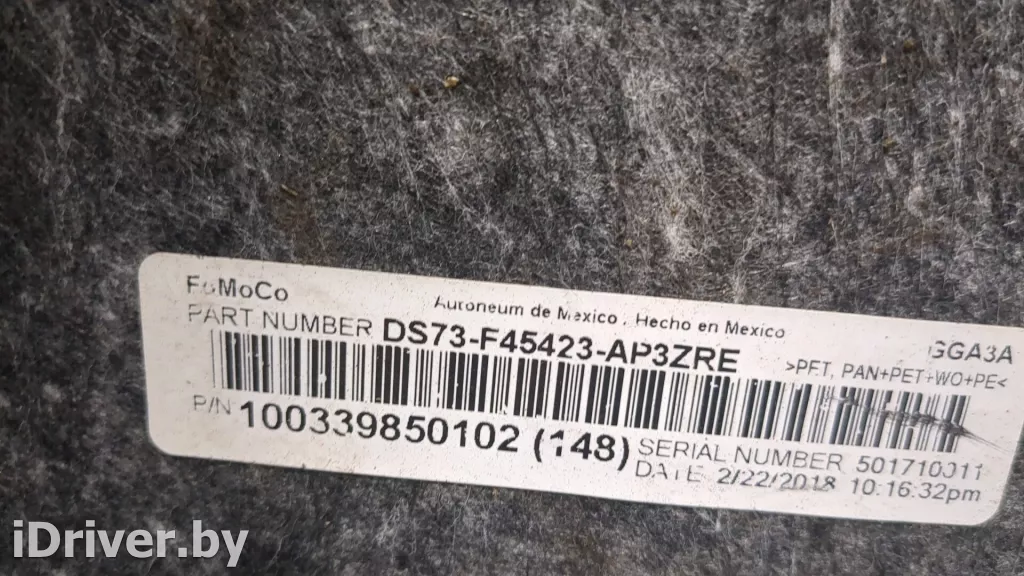 FoMoCo
Autoneum de Mexico , Hecho en Mexico
PART NUMBER DS73-F45423-AP3ZRE
GGA3A
>PET, PAN+PET+WO+PE<
P/N 100339850102 (148)
SERIAL NUMBER 501710011
DATE 2/22/2018 10:16:32pm
iDriver.by